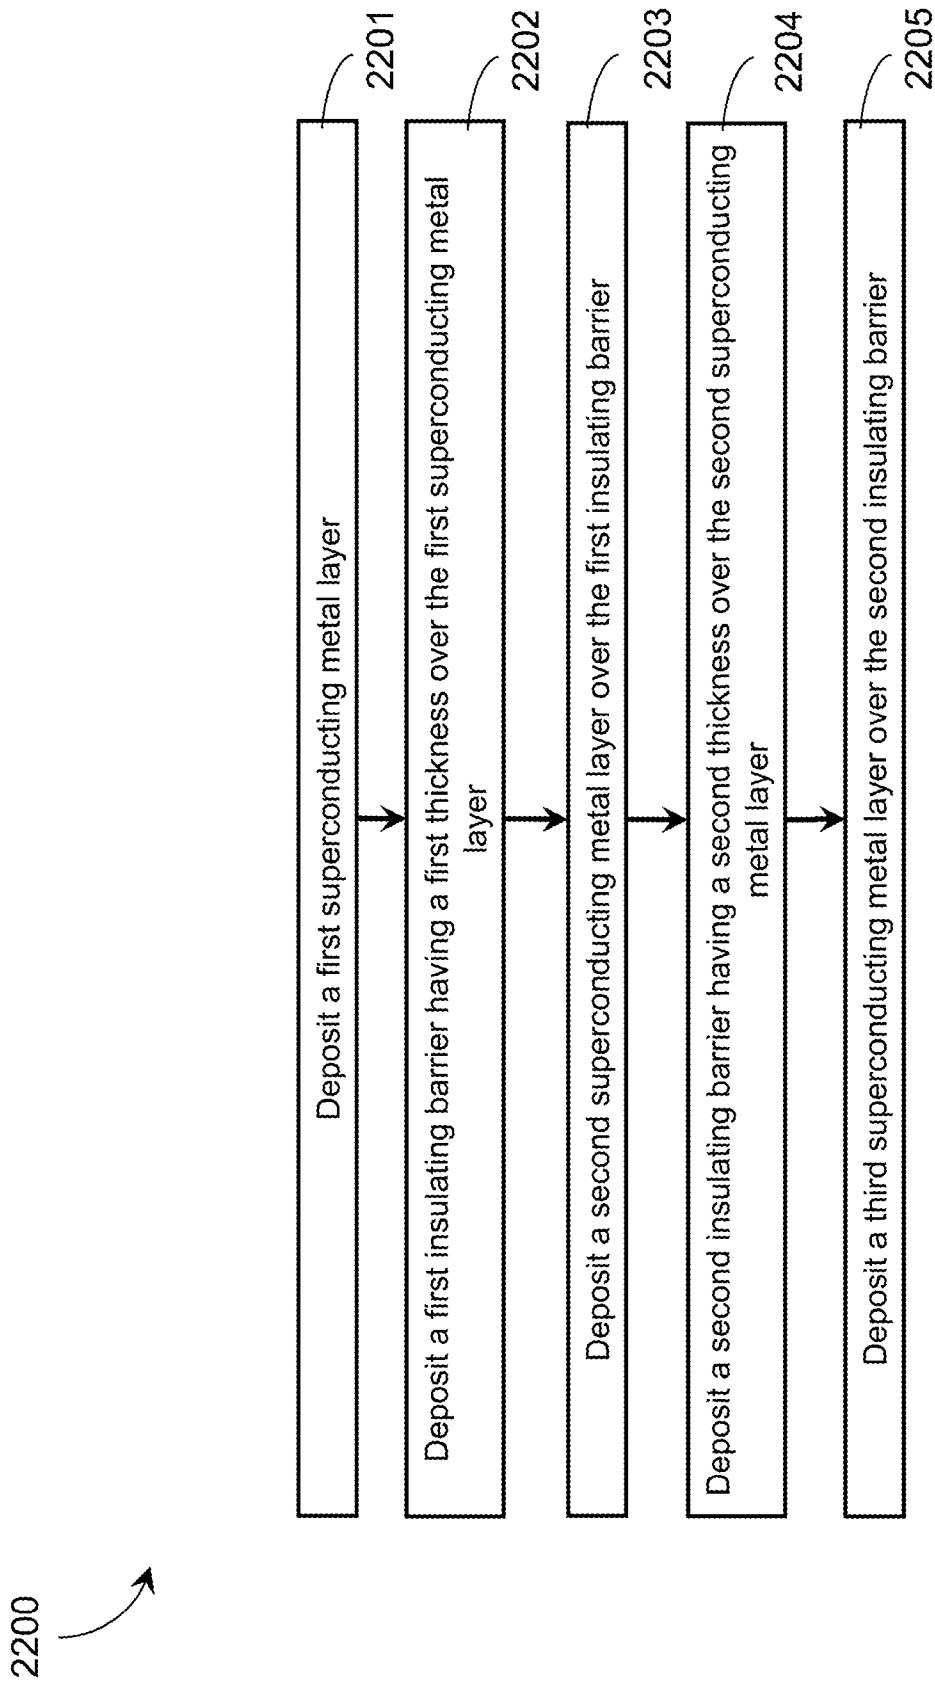 2200
Deposit a first superconducting metal layer
2201
Deposit a first insulating barrier having a first thickness over the first superconducting metal
layer
2202
Deposit a second superconducting metal layer over the first insulating barrier
2203
Deposit a second insulating barrier having a second thickness over the second superconducting
metal layer
2204
Deposit a third superconducting metal layer over the second insulating barrier
2205